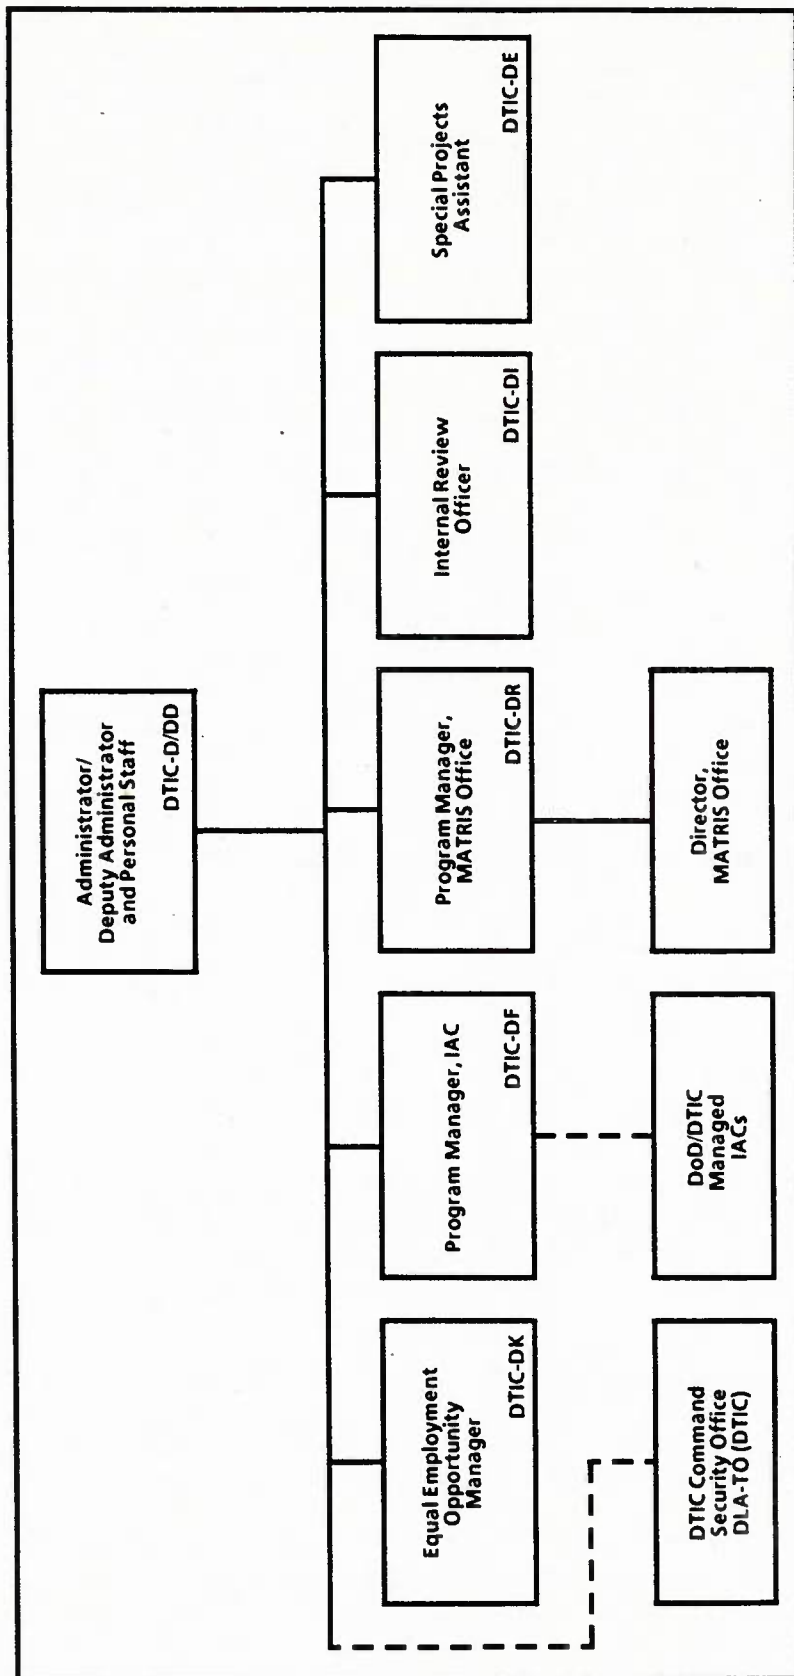 Administrator/
Deputy Administrator
and Personal Staff
DTIC-D/DD
Equal Employment
Opportunity
Manager
DTIC-DK
Program Manager, IAC
DTIC-DF
Program Manager,
MATRIS Office
DTIC-DR
Internal Review
Officer
DTIC-DI
Special Projects
Assistant
DTIC-DE
DTIC Command
Security Office
DLA-TO (DTIC)
DoD/DTIC
Managed
IACs
Director,
MATRIS Office